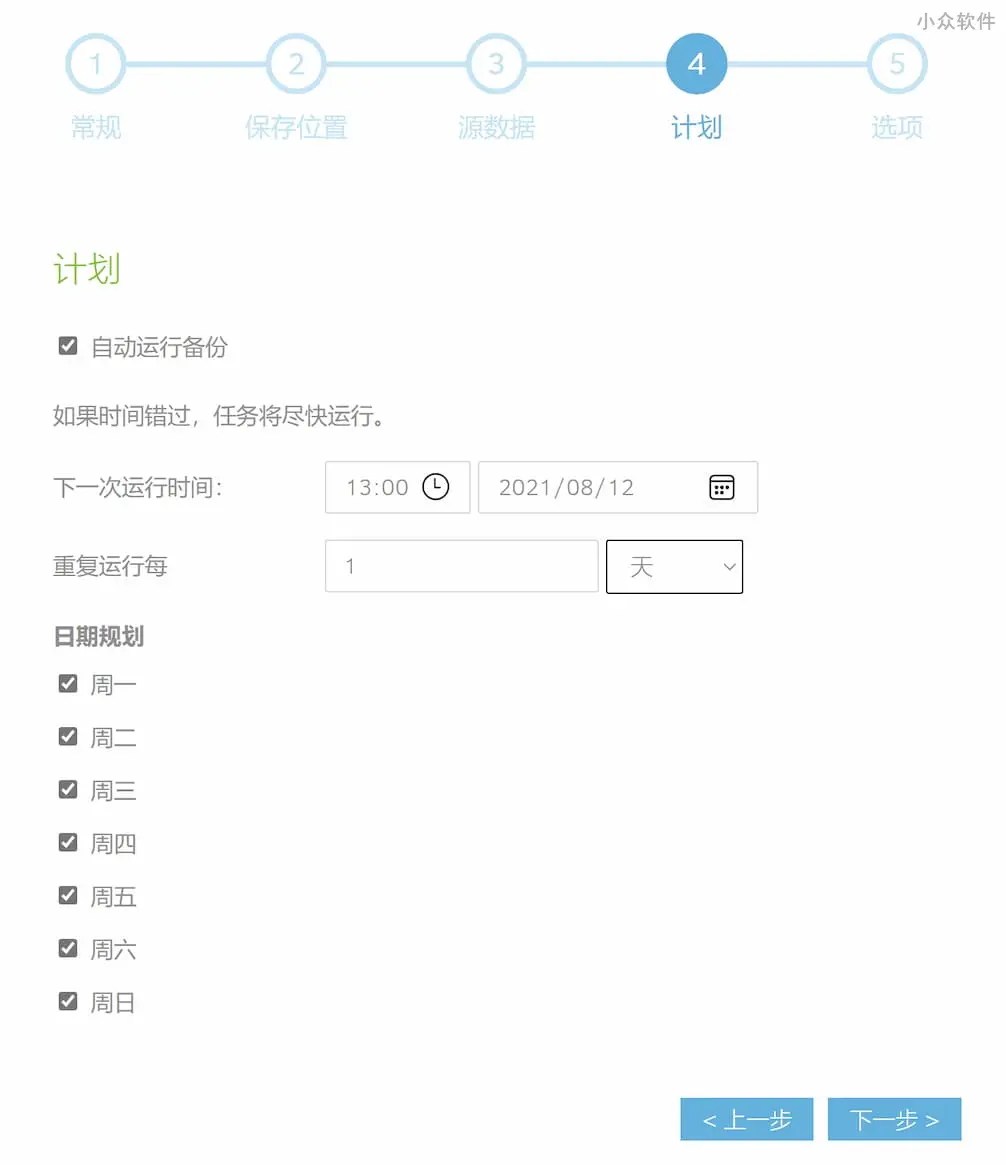 小众软件
1 2 3 4 5
常规 保存位置 源数据 计划 选项
计划
自动运行备份
如果时间错过，任务将尽快运行。
下一次运行时间： 13:00 2021/08/12
重复运行每 1 天
日期规划
周一
周二
周三
周四
周五
周六
周日
< 上一步 下一步 >